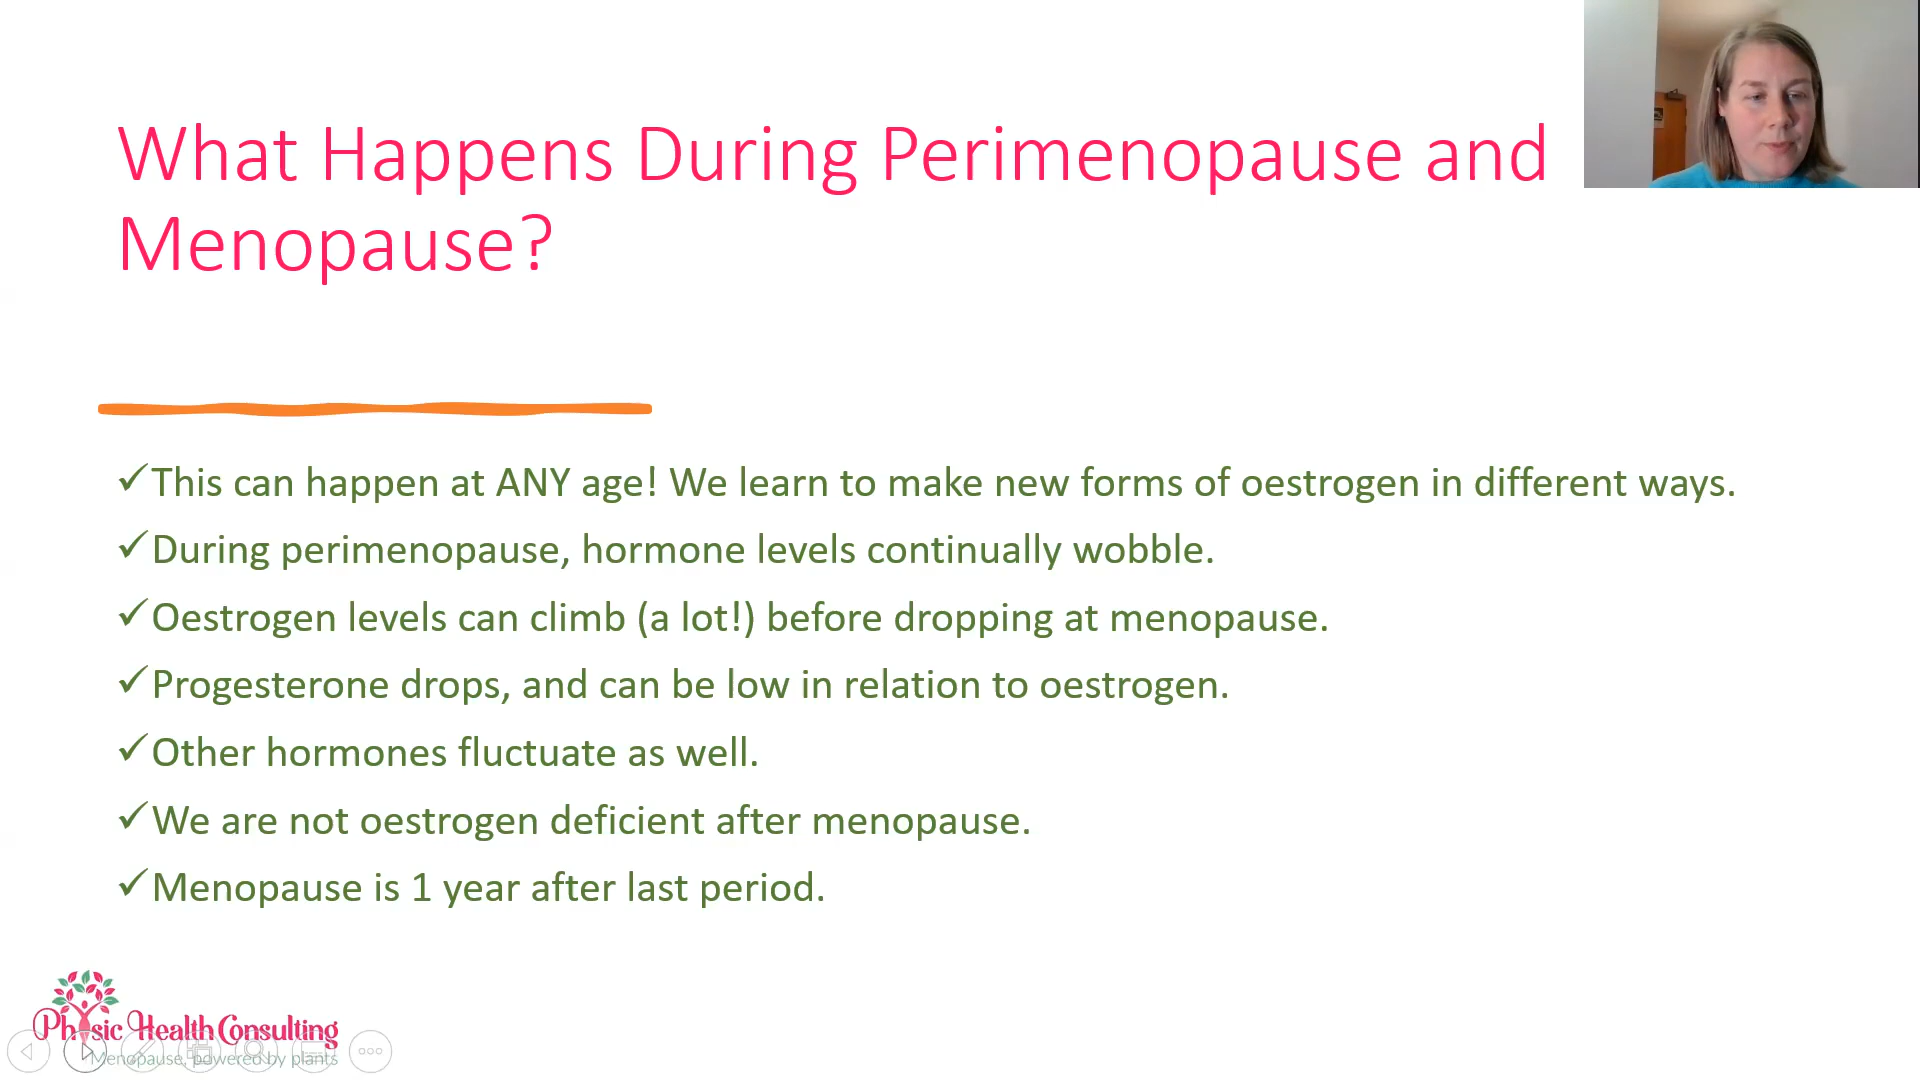 What Happens During Perimenopause and
Menopause?
This can happen at ANY age! We learn to make new forms of oestrogen in different ways.
During perimenopause, hormone levels continually wobble.
Oestrogen levels can climb (a lot!) before dropping at menopause.
Progesterone drops, and can be low in relation to oestrogen.
Other hormones fluctuate as well.
We are not oestrogen deficient after menopause.
Menopause is 1 year after last period.
Physic Health Consulting
Menopause, powered by plants